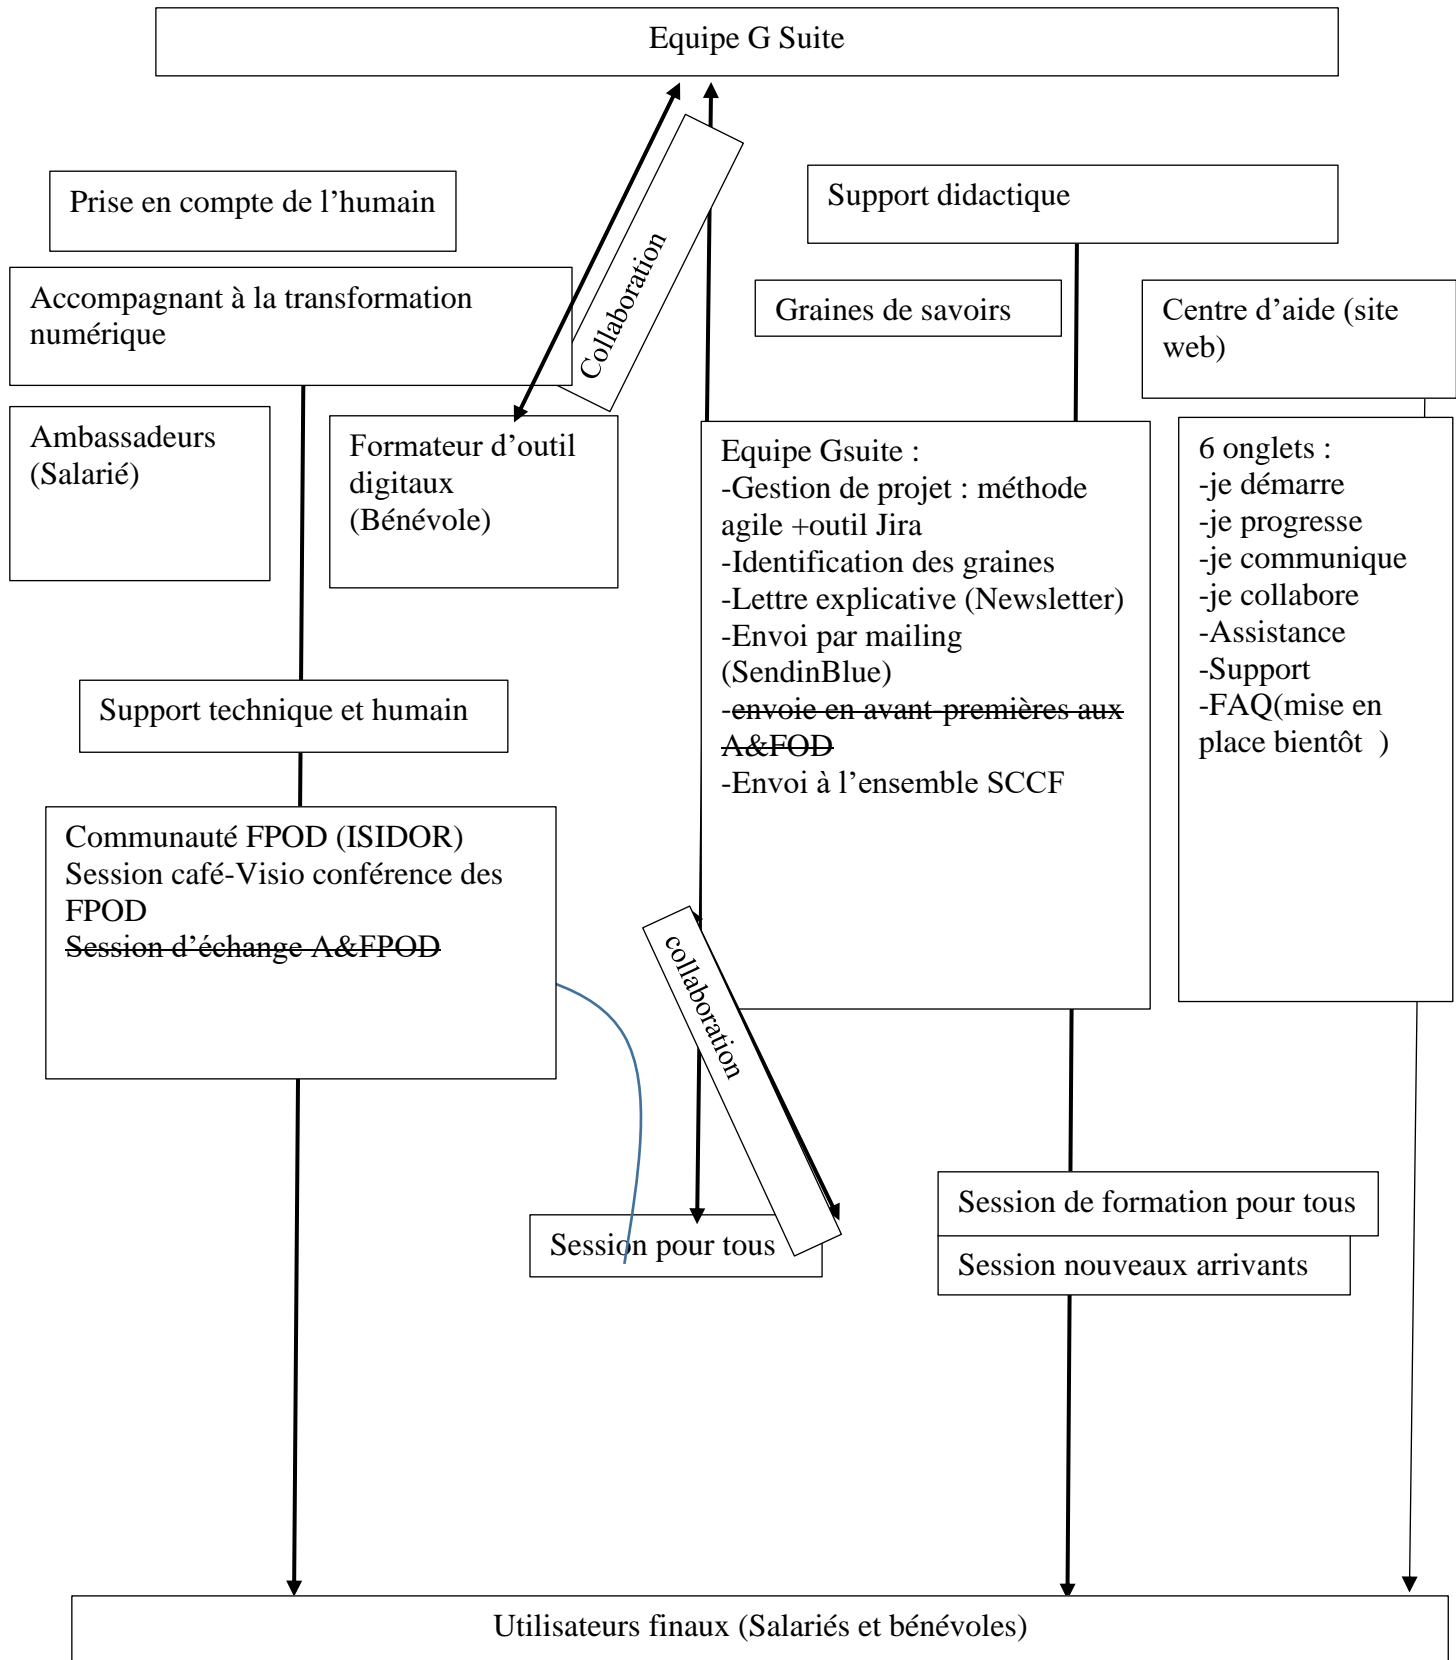 Equipe G Suite
Prise en compte de l’humain
Support didactique
Collaboration
Accompagnant à la transformation
numérique
Graines de savoirs
Centre d’aide (site
web)
Ambassadeurs
(Salarié)
Formateur d’outil
digitaux
(Bénévole)
Equipe Gsuite :
-Gestion de projet : méthode
agile +outil Jira
-Identification des graines
-Lettre explicative (Newsletter)
-Envoi par mailing
(SendinBlue)
-envoie en avant-premières aux
A&FOD
-Envoi à l’ensemble SCCF
6 onglets :
-je démarre
-je progresse
-je communique
-je collabore
-Assistance
-Support
-FAQ(mise en
place bientôt )
Support technique et humain
Communauté FPOD (ISIDOR)
Session café-Visio conférence des
FPOD
Session d’échange A&FPOD
collaboration
Session pour tous
Session de formation pour tous
Session nouveaux arrivants
Utilisateurs finaux (Salariés et bénévoles)